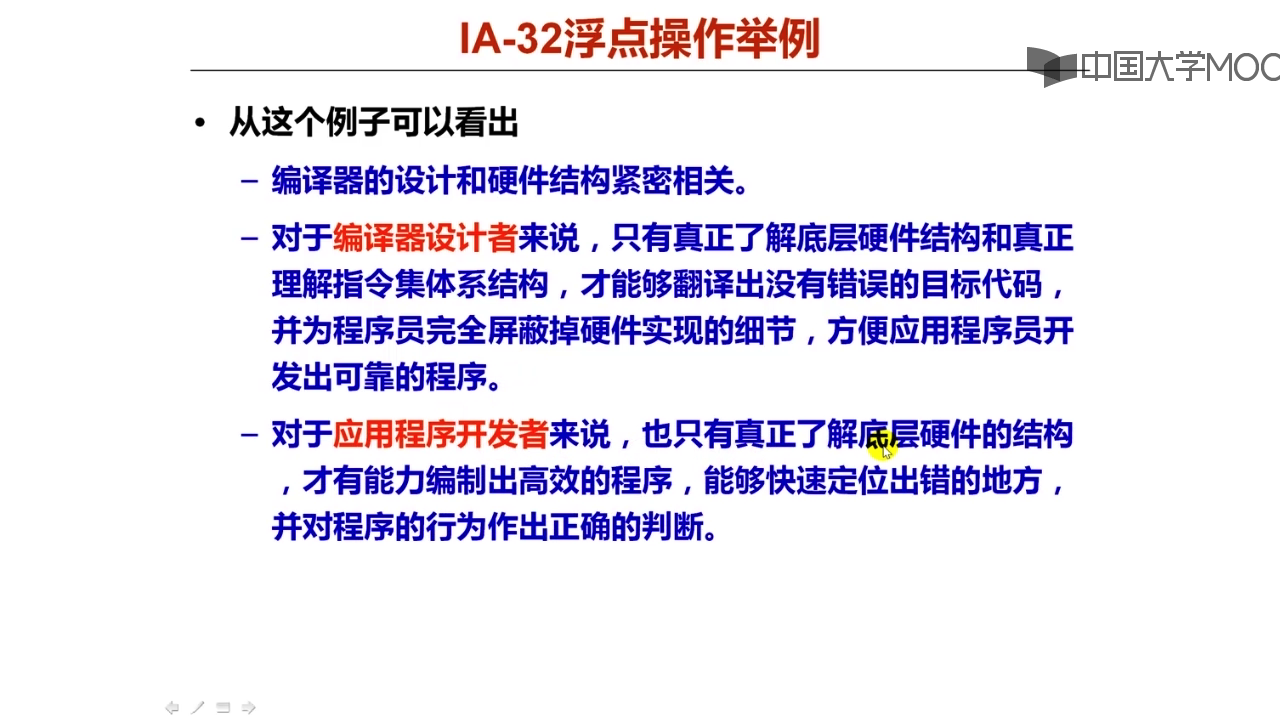 IA-32浮点操作举例
中国大学MOO
• 从这个例子可以看出
– 编译器的设计和硬件结构紧密相关。
– 对于编译器设计者来说，只有真正了解底层硬件结构和真正
理解指令集体系结构，才能够翻译出没有错误的目标代码，
并为程序员完全屏蔽掉硬件实现的细节，方便应用程序员开
发出可靠的程序。
– 对于应用程序开发者来说，也只有真正了解底层硬件的结构
，才有能力编制出高效的程序，能够快速定位出错的地方，
并对程序的行为作出正确的判断。